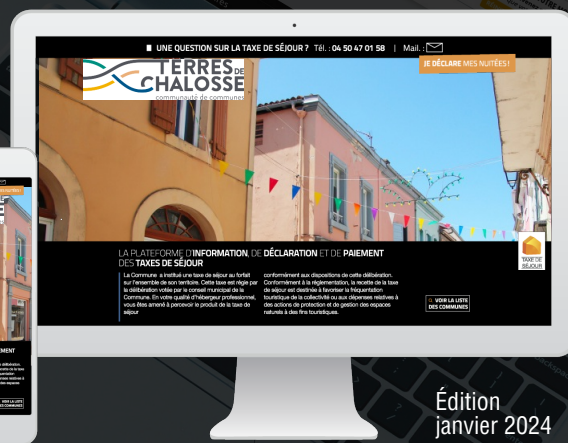 UNE QUESTION SUR LA TAXE DE SÉJOUR ? Tél. : 04 50 47 01 58 | Mail. :
JE DÉCLARE MES NUITÉES !
TERRES DE
CHALOSSE
communauté de communes
LA PLATEFORME D'INFORMATION, DE DÉCLARATION ET DE PAIEMENT
DES TAXES DE SÉJOUR
La Commune a institué une taxe de séjour au forfait
sur l'ensemble de son territoire. Cette taxe est régie par
la délibération votée par le conseil municipal de la
Commune. En votre qualité d'hébergeur professionnel,
vous êtes amené à percevoir le produit de la taxe de
séjour
conformément aux dispositions de cette délibération.
Conformément à la réglementation, la recette de la taxe
de séjour est destinée à favoriser la fréquentation
touristique de la collectivité ou aux dépenses relatives à
des actions de protection et de gestion des espaces
naturels à des fins touristiques.
VOIR LA LISTE
DES COMMUNES
TAXE DE
SÉJOUR
Édition
janvier 2024